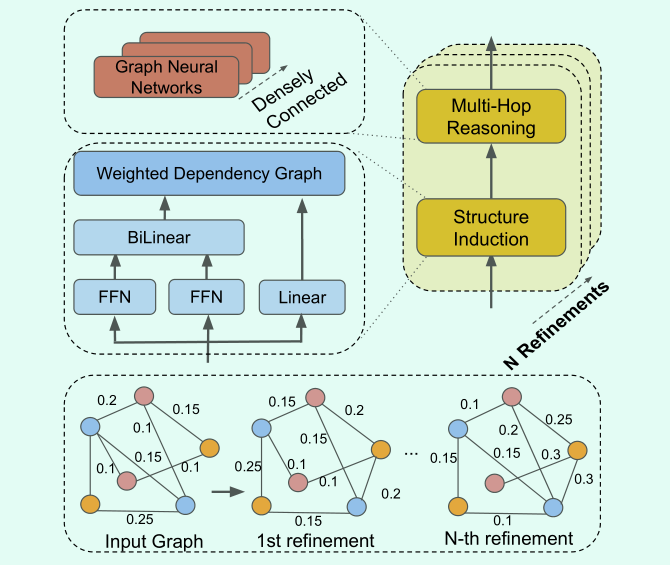 Graph Neural
Networks
Densely
Connected
Multi-Hop
Reasoning
Weighted Dependency Graph
Structure
Induction
BiLinear
FFN
FFN
Linear
N Refinements
0.2
0.15
0.1
0.15
0.1
0.1
0.25
Input Graph
0.15
0.2
0.15
0.25
0.1
0.1
0.2
0.15
1st refinement
...
0.1
0.25
0.2
0.15
0.15
0.3
0.3
0.1
N-th refinement